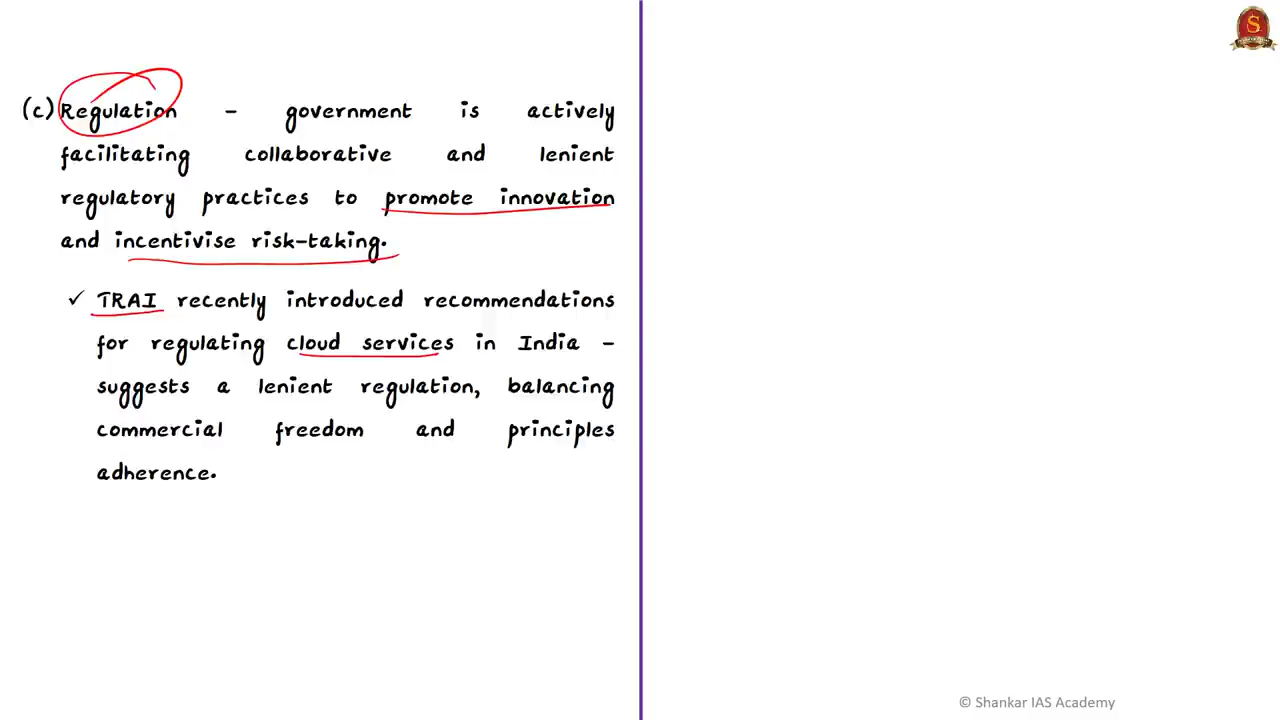 (c) Regulation - government is actively
facilitating collaborative and lenient
regulatory practices to promote innovation
and incentivise risk-taking.
✓ TRAI recently introduced recommendations
for regulating cloud services in India -
suggests a lenient regulation, balancing
commercial freedom and principles
adherence.
© Shankar IAS Academy